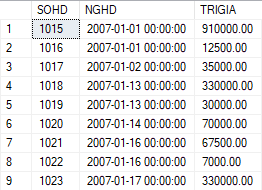 SOHD NGHD TRIGIA
1 1015 2007-01-01 00:00:00 910000.00
2 1016 2007-01-01 00:00:00 12500.00
3 1017 2007-01-02 00:00:00 35000.00
4 1018 2007-01-13 00:00:00 330000.00
5 1019 2007-01-13 00:00:00 30000.00
6 1020 2007-01-14 00:00:00 70000.00
7 1021 2007-01-16 00:00:00 67500.00
8 1022 2007-01-16 00:00:00 7000.00
9 1023 2007-01-17 00:00:00 330000.00